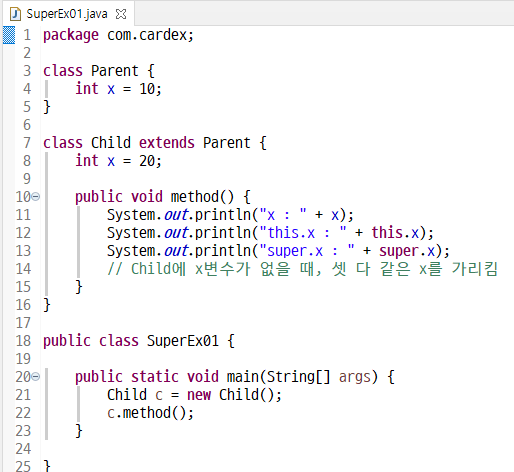 SuperEx01.java
1 package com.cardex;
2
3 class Parent {
4     int x = 10;
5 }
6
7 class Child extends Parent {
8     int x = 20;
9
10     public void method() {
11         System.out.println("x : " + x);
12         System.out.println("this.x : " + this.x);
13         System.out.println("super.x : " + super.x);
14         // Child에 x변수가 없을 때, 셋 다 같은 x를 가리킴
15     }
16 }
17
18 public class SuperEx01 {
19
20     public static void main(String[] args) {
21         Child c = new Child();
22         c.method();
23     }
24
25 }